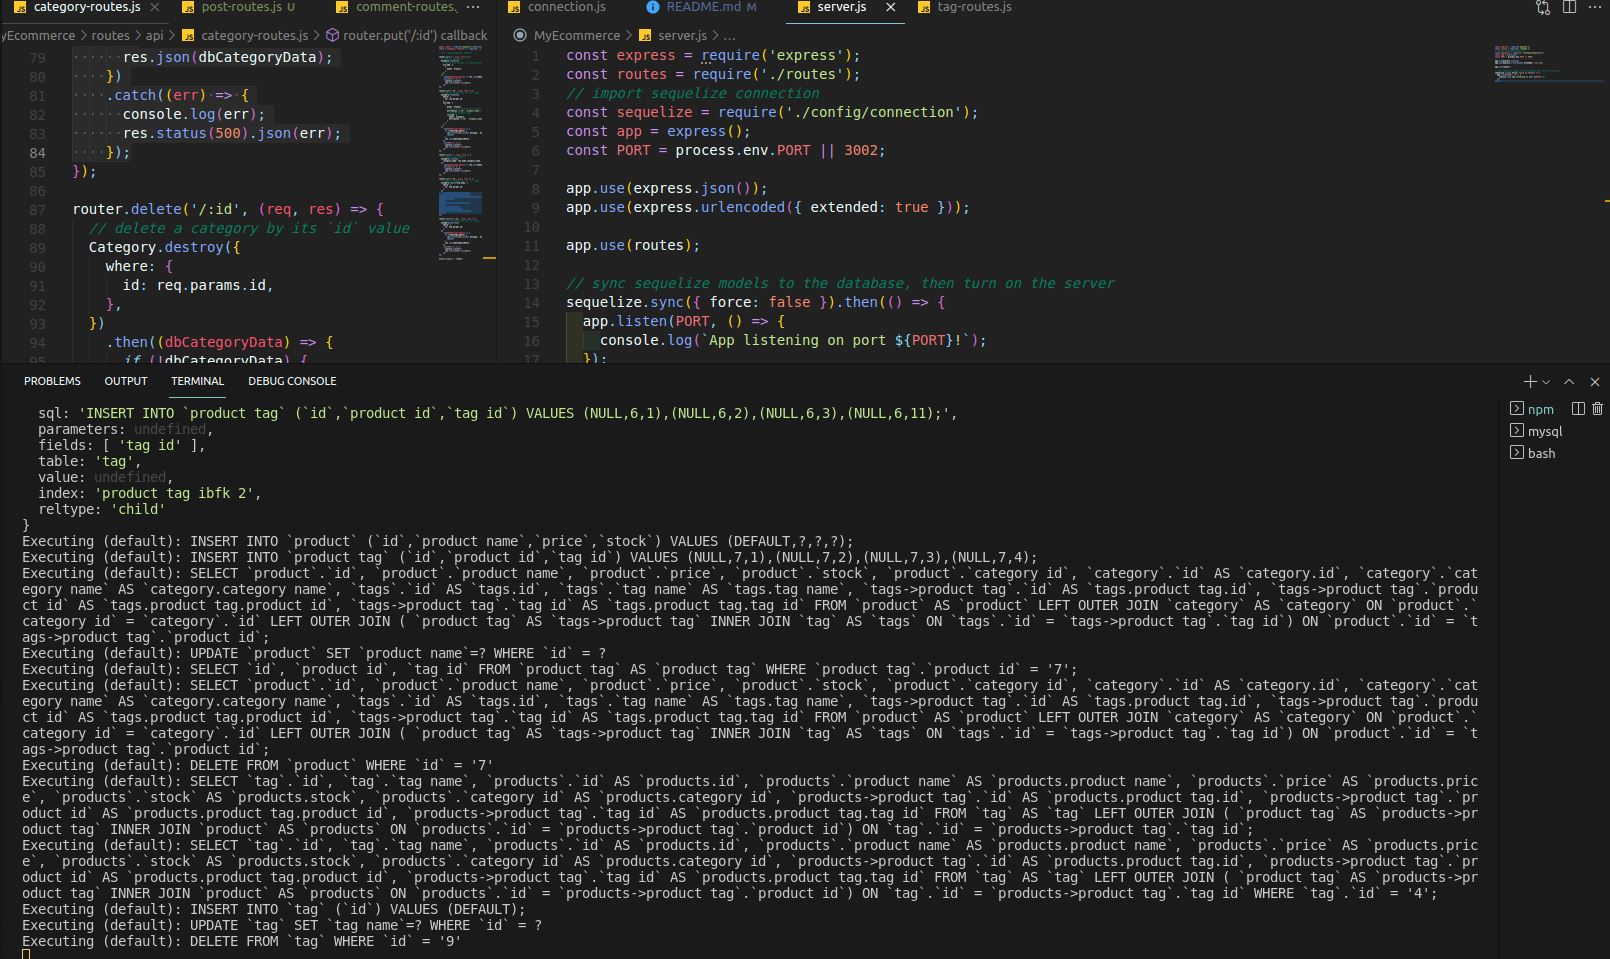 category-routes.js
post-routes.js U
comment-routes.
connection.js
README.md M
server.js
tag-routes.js
yEcommerce > routes > api > category-routes.js > router.put('/:id') callback
MyEcommerce > server.js > ...
79 res.json(dbCategoryData);
80 })
81 .catch((err) => {
82 console.log(err);
83 res.status(500).json(err);
84 });
85 });
86
87 router.delete('/:id', (req, res) => {
88 // delete a category by its `id` value
89 Category.destroy({
90 where: {
91 id: req.params.id,
92 },
93 })
94 .then((dbCategoryData) => {
95 if (!dbCategoryData) {
1 const express = require('express');
2 const routes = require('./routes');
3 // import sequelize connection
4 const sequelize = require('./config/connection');
5 const app = express();
6 const PORT = process.env.PORT || 3002;
7
8 app.use(express.json());
9 app.use(express.urlencoded({ extended: true }));
10
11 app.use(routes);
12
13 // sync sequelize models to the database, then turn on the server
14 sequelize.sync({ force: false }).then(() => {
15 app.listen(PORT, () => {
16 console.log(`App listening on port ${PORT}!`);
17 });
PROBLEMS OUTPUT TERMINAL DEBUG CONSOLE
npm
mysql
bash
sql: 'INSERT INTO `product tag` (`id`,`product id`,`tag id`) VALUES (NULL,6,1),(NULL,6,2),(NULL,6,3),(NULL,6,11);',
parameters: undefined,
fields: [ 'tag id' ],
table: 'tag',
value: undefined,
index: 'product tag ibfk 2',
reltype: 'child'
}
Executing (default): INSERT INTO `product` (`id`,`product name`,`price`,`stock`) VALUES (DEFAULT,?,?,?);
Executing (default): INSERT INTO `product tag` (`id`,`product id`,`tag id`) VALUES (NULL,7,1),(NULL,7,2),(NULL,7,3),(NULL,7,4);
Executing (default): SELECT `product`.`id`, `product`.`product name`, `product`.`price`, `product`.`stock`, `product`.`category id`, `category`.`id` AS `category.id`, `category`.`cat
egory name` AS `category.category name`, `tags`.`id` AS `tags.id`, `tags`.`tag name` AS `tags.tag name`, `tags->product tag`.`id` AS `tags.product tag.id`, `tags->product tag`.`produ
ct id` AS `tags.product tag.product id`, `tags->product tag`.`tag id` AS `tags.product tag.tag id` FROM `product` AS `product` LEFT OUTER JOIN `category` AS `category` ON `product`.`
category id` = `category`.`id` LEFT OUTER JOIN ( `product tag` AS `tags->product tag` INNER JOIN `tag` AS `tags` ON `tags`.`id` = `tags->product tag`.`tag id`) ON `product`.`id` = `t
ags->product tag`.`product id`;
Executing (default): UPDATE `product` SET `product name`=? WHERE `id` = ?
Executing (default): SELECT `id`, `product id`, `tag id` FROM `product tag` AS `product tag` WHERE `product tag`.`product id` = '7';
Executing (default): SELECT `product`.`id`, `product`.`product name`, `product`.`price`, `product`.`stock`, `product`.`category id`, `category`.`id` AS `category.id`, `category`.`cat
egory name` AS `category.category name`, `tags`.`id` AS `tags.id`, `tags`.`tag name` AS `tags.tag name`, `tags->product tag`.`id` AS `tags.product tag.id`, `tags->product tag`.`produ
ct id` AS `tags.product tag.product id`, `tags->product tag`.`tag id` AS `tags.product tag.tag id` FROM `product` AS `product` LEFT OUTER JOIN `category` AS `category` ON `product`.`
category id` = `category`.`id` LEFT OUTER JOIN ( `product tag` AS `tags->product tag` INNER JOIN `tag` AS `tags` ON `tags`.`id` = `tags->product tag`.`tag id`) ON `product`.`id` = `t
ags->product tag`.`product id`;
Executing (default): DELETE FROM `product` WHERE `id` = '7'
Executing (default): SELECT `tag`.`id`, `tag`.`tag name`, `products`.`id` AS `products.id`, `products`.`product name` AS `products.product name`, `products`.`price` AS `products.pric
e`, `products`.`stock` AS `products.stock`, `products`.`category id` AS `products.category id`, `products->product tag`.`id` AS `products.product tag.id`, `products->product tag`.`pr
oduct id` AS `products.product tag.product id`, `products->product tag`.`tag id` AS `products.product tag.tag id` FROM `tag` AS `tag` LEFT OUTER JOIN ( `product tag` AS `products->pr
oduct tag` INNER JOIN `product` AS `products` ON `products`.`id` = `products->product tag`.`product id`) ON `tag`.`id` = `products->product tag`.`tag id`;
Executing (default): SELECT `tag`.`id`, `tag`.`tag name`, `products`.`id` AS `products.id`, `products`.`product name` AS `products.product name`, `products`.`price` AS `products.pric
e`, `products`.`stock` AS `products.stock`, `products`.`category id` AS `products.category id`, `products->product tag`.`id` AS `products.product tag.id`, `products->product tag`.`pr
oduct id` AS `products.product tag.product id`, `products->product tag`.`tag id` AS `products.product tag.tag id` FROM `tag` AS `tag` LEFT OUTER JOIN ( `product tag` AS `products->pr
oduct tag` INNER JOIN `product` AS `products` ON `products`.`id` = `products->product tag`.`product id`) ON `tag`.`id` = `products->product tag`.`tag id` WHERE `tag`.`id` = '4';
Executing (default): INSERT INTO `tag` (`id`) VALUES (DEFAULT);
Executing (default): UPDATE `tag` SET `tag name`=? WHERE `id` = ?
Executing (default): DELETE FROM `tag` WHERE `id` = '9'